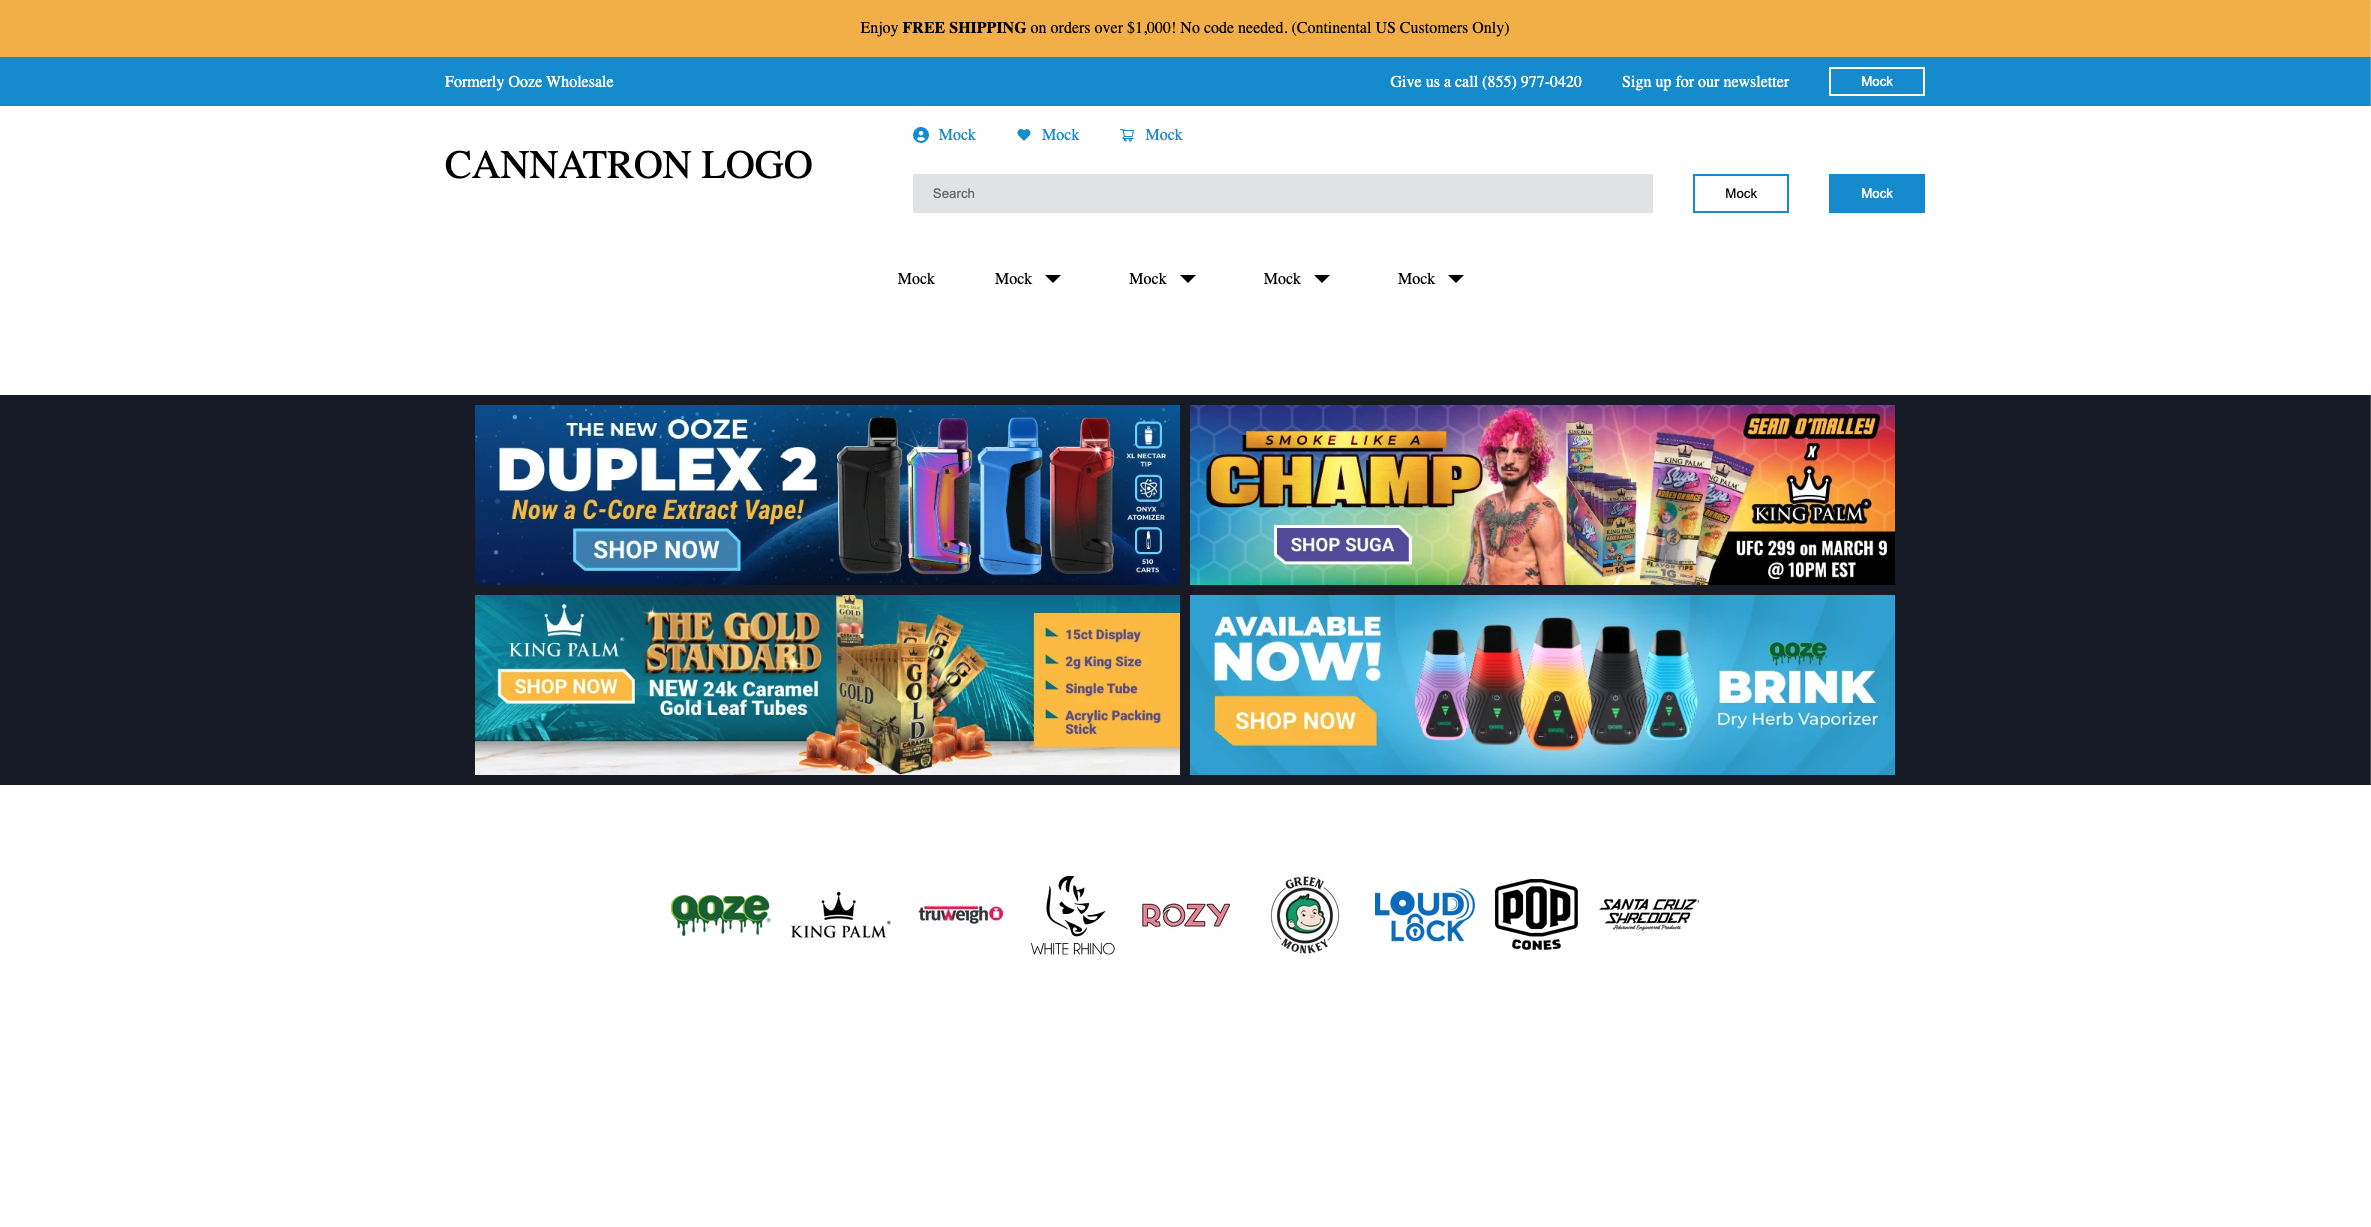 Enjoy FREE SHIPPING on orders over $1,000! No code needed. (Continental US Customers Only)
Formerly Ooze Wholesale
Give us a call (855) 977-0420
Sign up for our newsletter
Mock
Mock
Mock
Mock
CANNATRON LOGO
Search
Mock
Mock
Mock
Mock
Mock
Mock
Mock
THE NEW OOZE
DUPLEX 2
Now a C-Core Extract Vape!
SHOP NOW
XL NECTAR
TIP
ONYX
ATOMIZER
510
CARTS
SMOKE LIKE A
CHAMP
SHOP SUGA
SEAN O'MALLEY
X
KING PALM
UFC 299 on MARCH 9
@ 10PM EST
KING PALM
SHOP NOW
THE GOLD
STANDARD
NEW 24k Caramel
Gold Leaf Tubes
GOLD
GOLD
15ct Display
2g King Size
Single Tube
Acrylic Packing
Stick
AVAILABLE
NOW!
SHOP NOW
ooze
BRINK
Dry Herb Vaporizer
ooze
KING PALM
truweigh
WHITE RHINO
ROZY
GREEN
MONKEY
LOUD
LOCK
POP
CONES
SANTA CRUZ
SHREDDER
Advanced Engineered Products